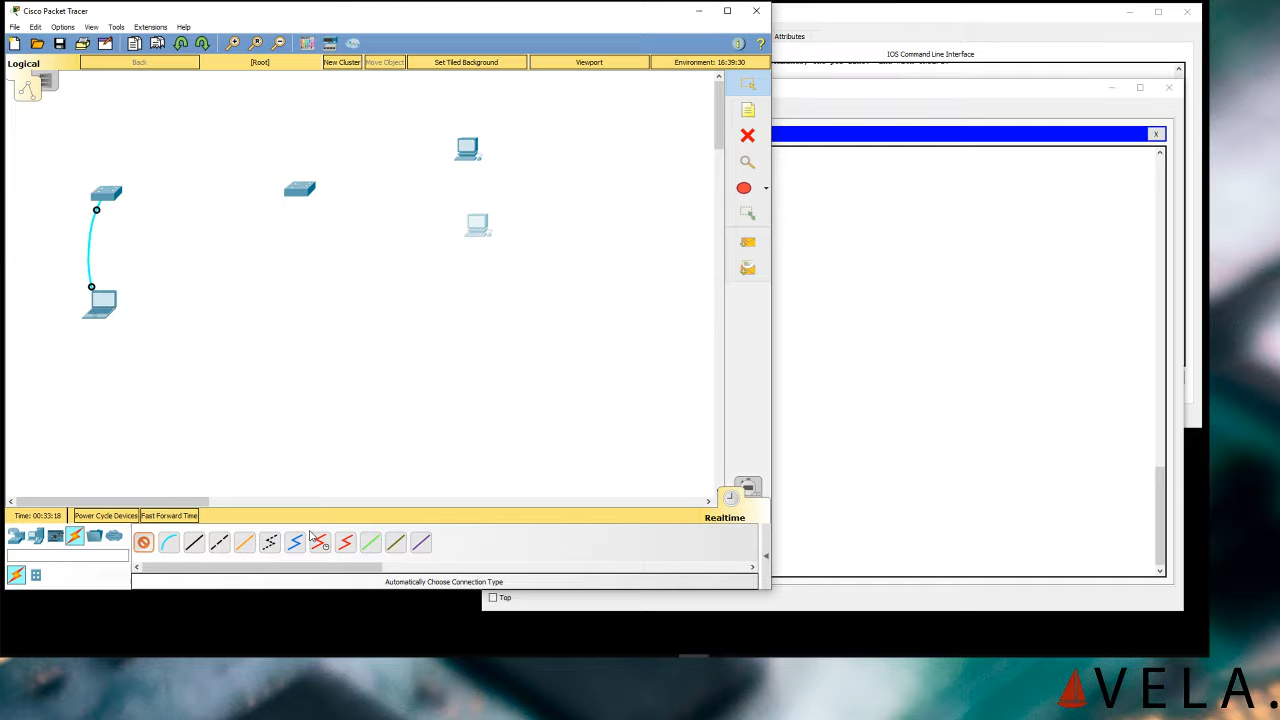 Cisco Packet Tracer
File Edit Options View Tools Extensions Help
Logical
Back
[Root]
New Cluster
Move Object
Set Tiled Background
Viewport
Environment: 16:39:30
Attributes
IOS Command Line Interface
X
Time: 00:33:18
Power Cycle Devices
Fast Forward Time
Realtime
Automatically Choose Connection Type
Top
VELA.